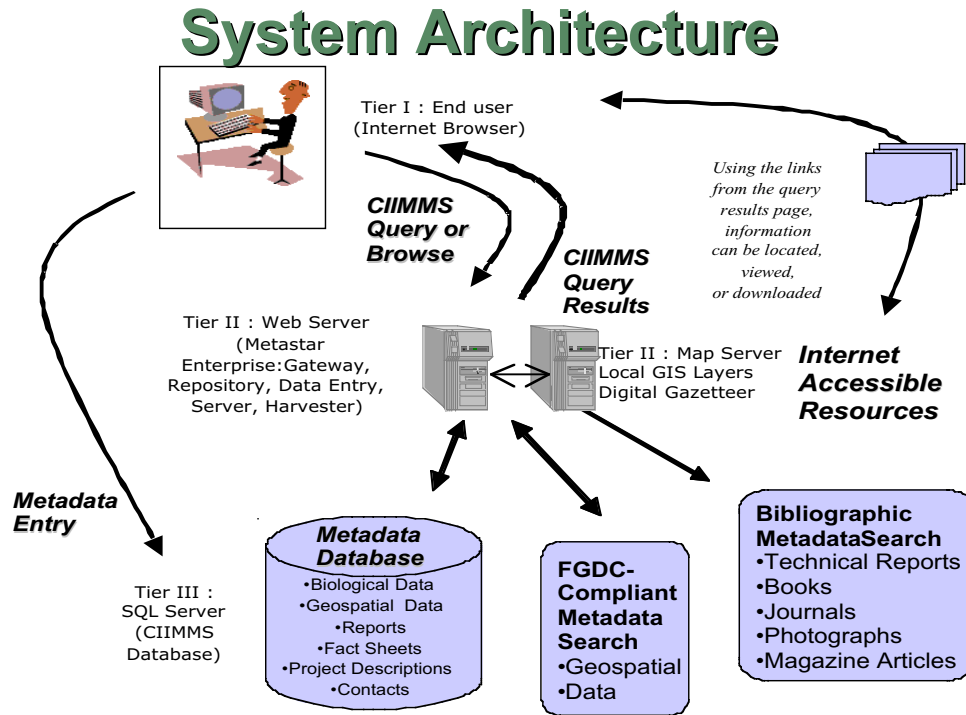 System Architecture
Tier I : End user
(Internet Browser)
Using the links
from the query
results page,
information
can be located,
viewed,
or downloaded
CIIMMS
Query or
Browse
CIIMMS
Query
Results
Tier II : Web Server
(Metastar
Enterprise:Gateway,
Repository, Data Entry,
Server, Harvester)
Tier II : Map Server
Local GIS Layers
Digital Gazetteer
Internet
Accessible
Resources
Metadata
Entry
Tier III :
SQL Server
(CIIMMS
Database)
Metadata
Database
•Biological Data
•Geospatial Data
•Reports
•Fact Sheets
•Project Descriptions
•Contacts
FGDC-
Compliant
Metadata
Search
•Geospatial
•Data
Bibliographic
MetadataSearch
•Technical Reports
•Books
•Journals
•Photographs
•Magazine Articles